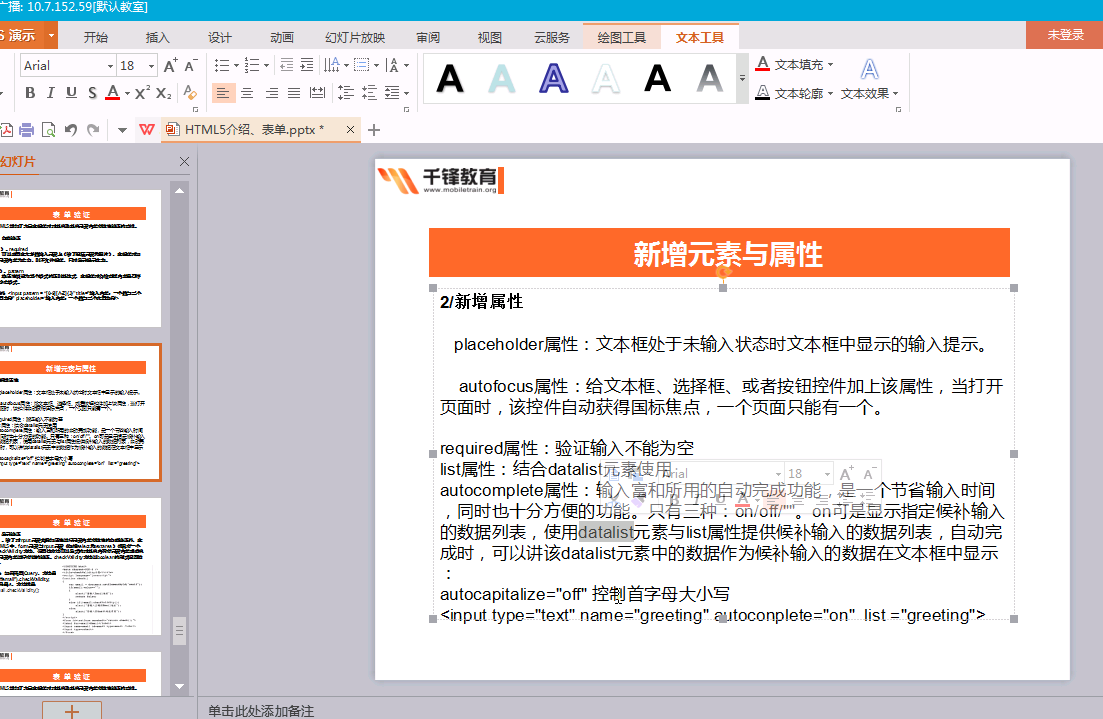 广播: 10.7.152.59[默认教室]
S 演示
开始
插入
设计
动画
幻灯片放映
审阅
视图
云服务
绘图工具
文本工具
未登录
Arial
18
文本填充
文本轮廓
文本效果
HTML5介绍、表单.pptx *
幻灯片
表 单 验 证
新增元素与属性
表 单 验 证
表 单 验 证
千锋教育
www.mobiletrain.org
新增元素与属性
2/新增属性
placeholder属性：文本框处于未输入状态时文本框中显示的输入提示。
autofocus属性：给文本框、选择框、或者按钮控件加上该属性，当打开
页面时，该控件自动获得国标焦点，一个页面只能有一个。
required属性：验证输入不能为空
list属性：结合datalist元素使用
autocomplete属性：输入富和所用的自动完成功能，是一个节省输入时间
，同时也十分方便的功能。只有三种：on/off/""。on可是显示指定候补输入
的数据列表，使用datalist元素与list属性提供候补输入的数据列表，自动完
成时，可以讲该datalist元素中的数据作为候补输入的数据在文本框中显示
：
autocapitalize="off" 控制首字母大小写
<input type="text" name="greeting" autoconplete="on"  list ="greeting">
Arial
18
单击此处添加备注